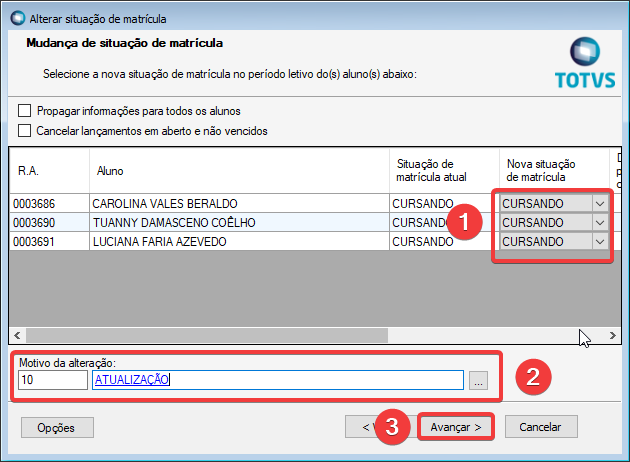 Alterar situação de matrícula
Mudança de situação de matrícula
Selecione a nova situação de matrícula no período letivo do(s) aluno(s) abaixo:
TOTVS
Propagar informações para todos os alunos
Cancelar lançamentos em aberto e não vencidos
R.A. Aluno Situação de matrícula atual Nova situação de matrícula
0003686 CAROLINA VALES BERALDO CURSANDO CURSANDO
0003690 TUANNY DAMASCENO COÊLHO CURSANDO CURSANDO
0003691 LUCIANA FARIA AZEVEDO CURSANDO CURSANDO
1
Motivo da alteração:
10 ATUALIZAÇÃO ...
2
Opções < 3 Avançar > Cancelar